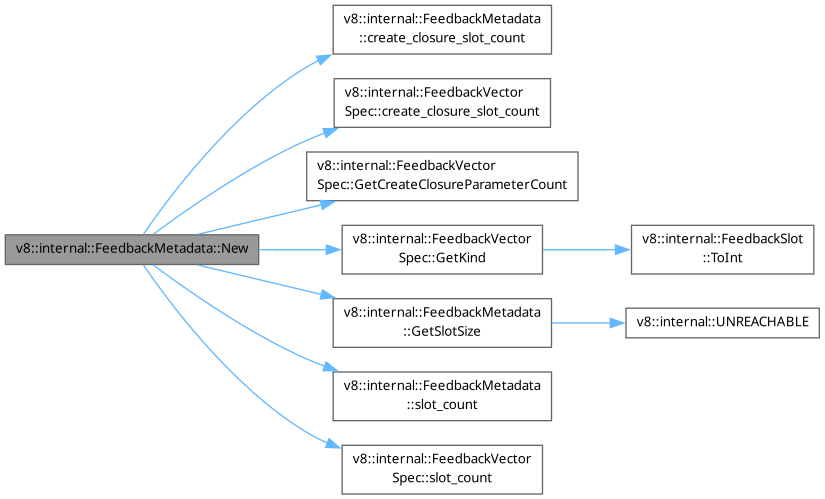 v8::internal::FeedbackMetadata
::create_closure_slot_count
v8::internal::FeedbackVector
Spec::create_closure_slot_count
v8::internal::FeedbackVector
Spec::GetCreateClosureParameterCount
v8::internal::FeedbackMetadata::New
v8::internal::FeedbackVector
Spec::GetKind
v8::internal::FeedbackSlot
::ToInt
v8::internal::FeedbackMetadata
::GetSlotSize
v8::internal::UNREACHABLE
v8::internal::FeedbackMetadata
::slot_count
v8::internal::FeedbackVector
Spec::slot_count